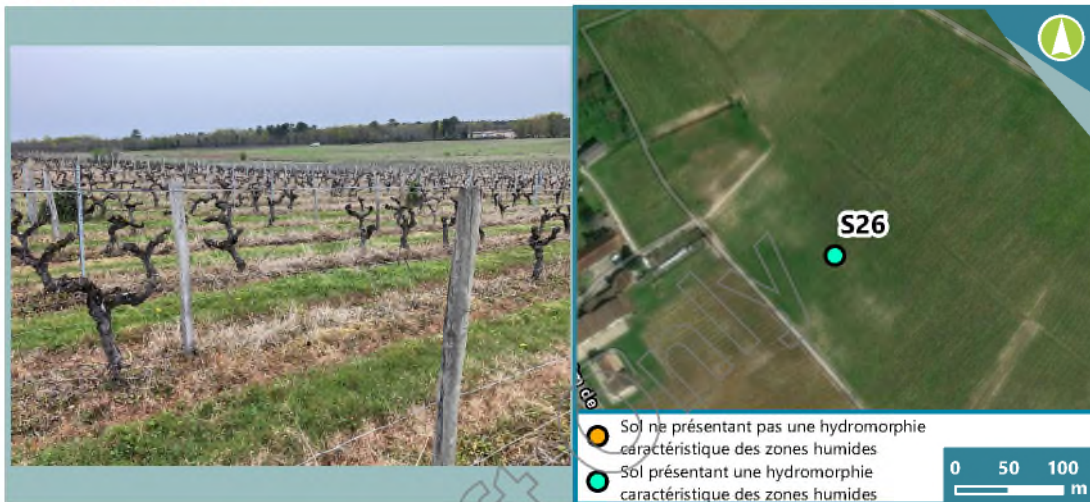 S26
de
Sol ne présentant pas une hydromorphie
caractéristique des zones humides
Sol présentant une hydromorphie
caractéristique des zones humides
0 50 100
m